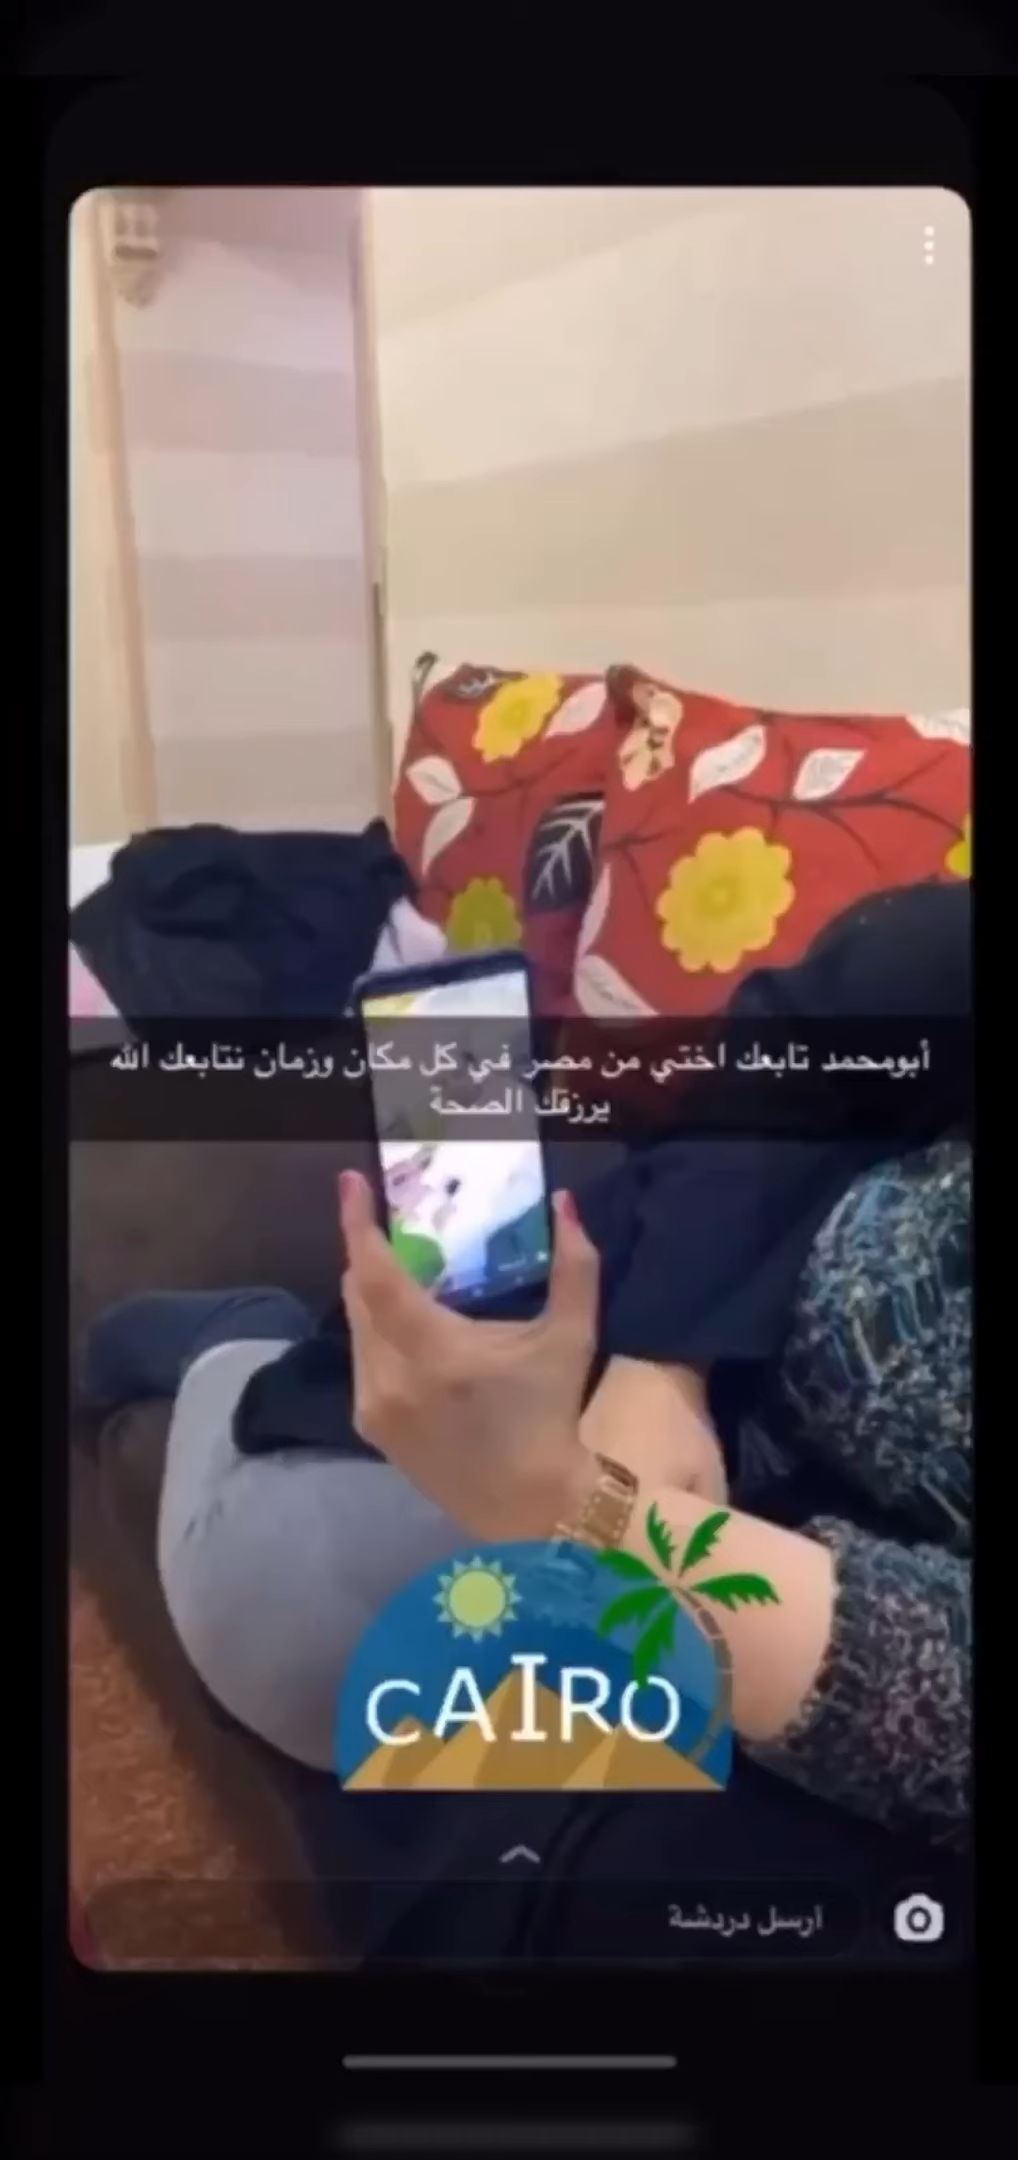 أبومحمد تابعك اختي من مصر في كل مكان وزمان نتابعك الله
يرزقك الصحة
CAIRO
ارسل دردشة